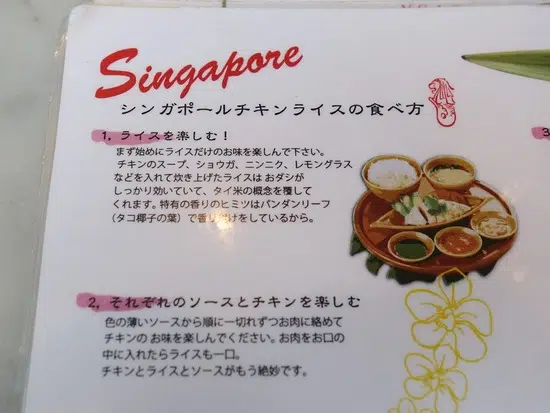 Singapore
シンガポールチキンライスの食べ方
1, ライスを楽しむ！
まず始めにライスだけのお味を楽しんで下さい。
チキンのスープ、ショウガ、ニンニク、レモングラス
などを入れて炊き上げたライスは おダシが
しっかり効いていて、タイ米の概念を覆して
くれます。特有の香りのヒミツはパンダンリーフ
（タコ椰子の葉）で香り付けをしているから。
2, それぞれのソースとチキンを楽しむ
色の薄いソースから順に一切れずつお肉に絡めて
チキンの お味を楽しんでください。お肉をお口の
中に入れたらライスも一口。
チキンとライスとソースがもう絶妙です。
3,